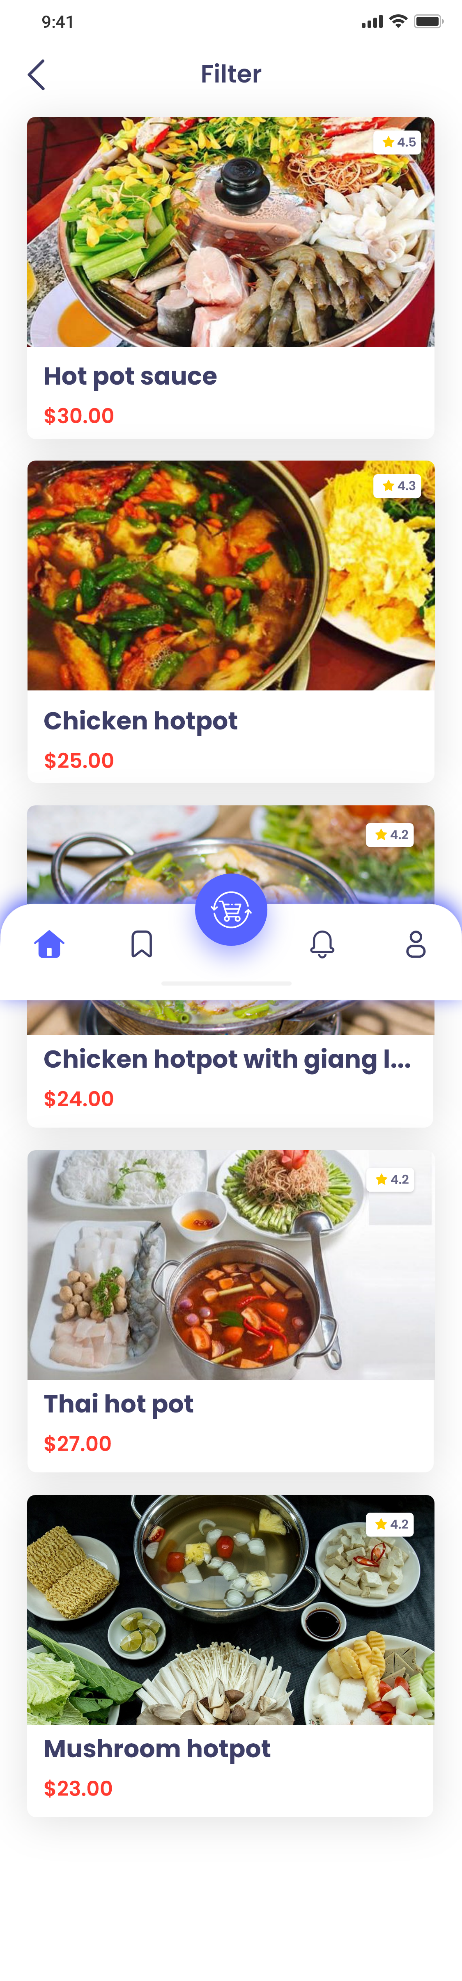 9:41
Filter
4.5
Hot pot sauce
$30.00
4.3
Chicken hotpot
$25.00
4.2
Chicken hotpot with giang l...
$24.00
4.2
Thai hot pot
$27.00
4.2
Mushroom hotpot
$23.00